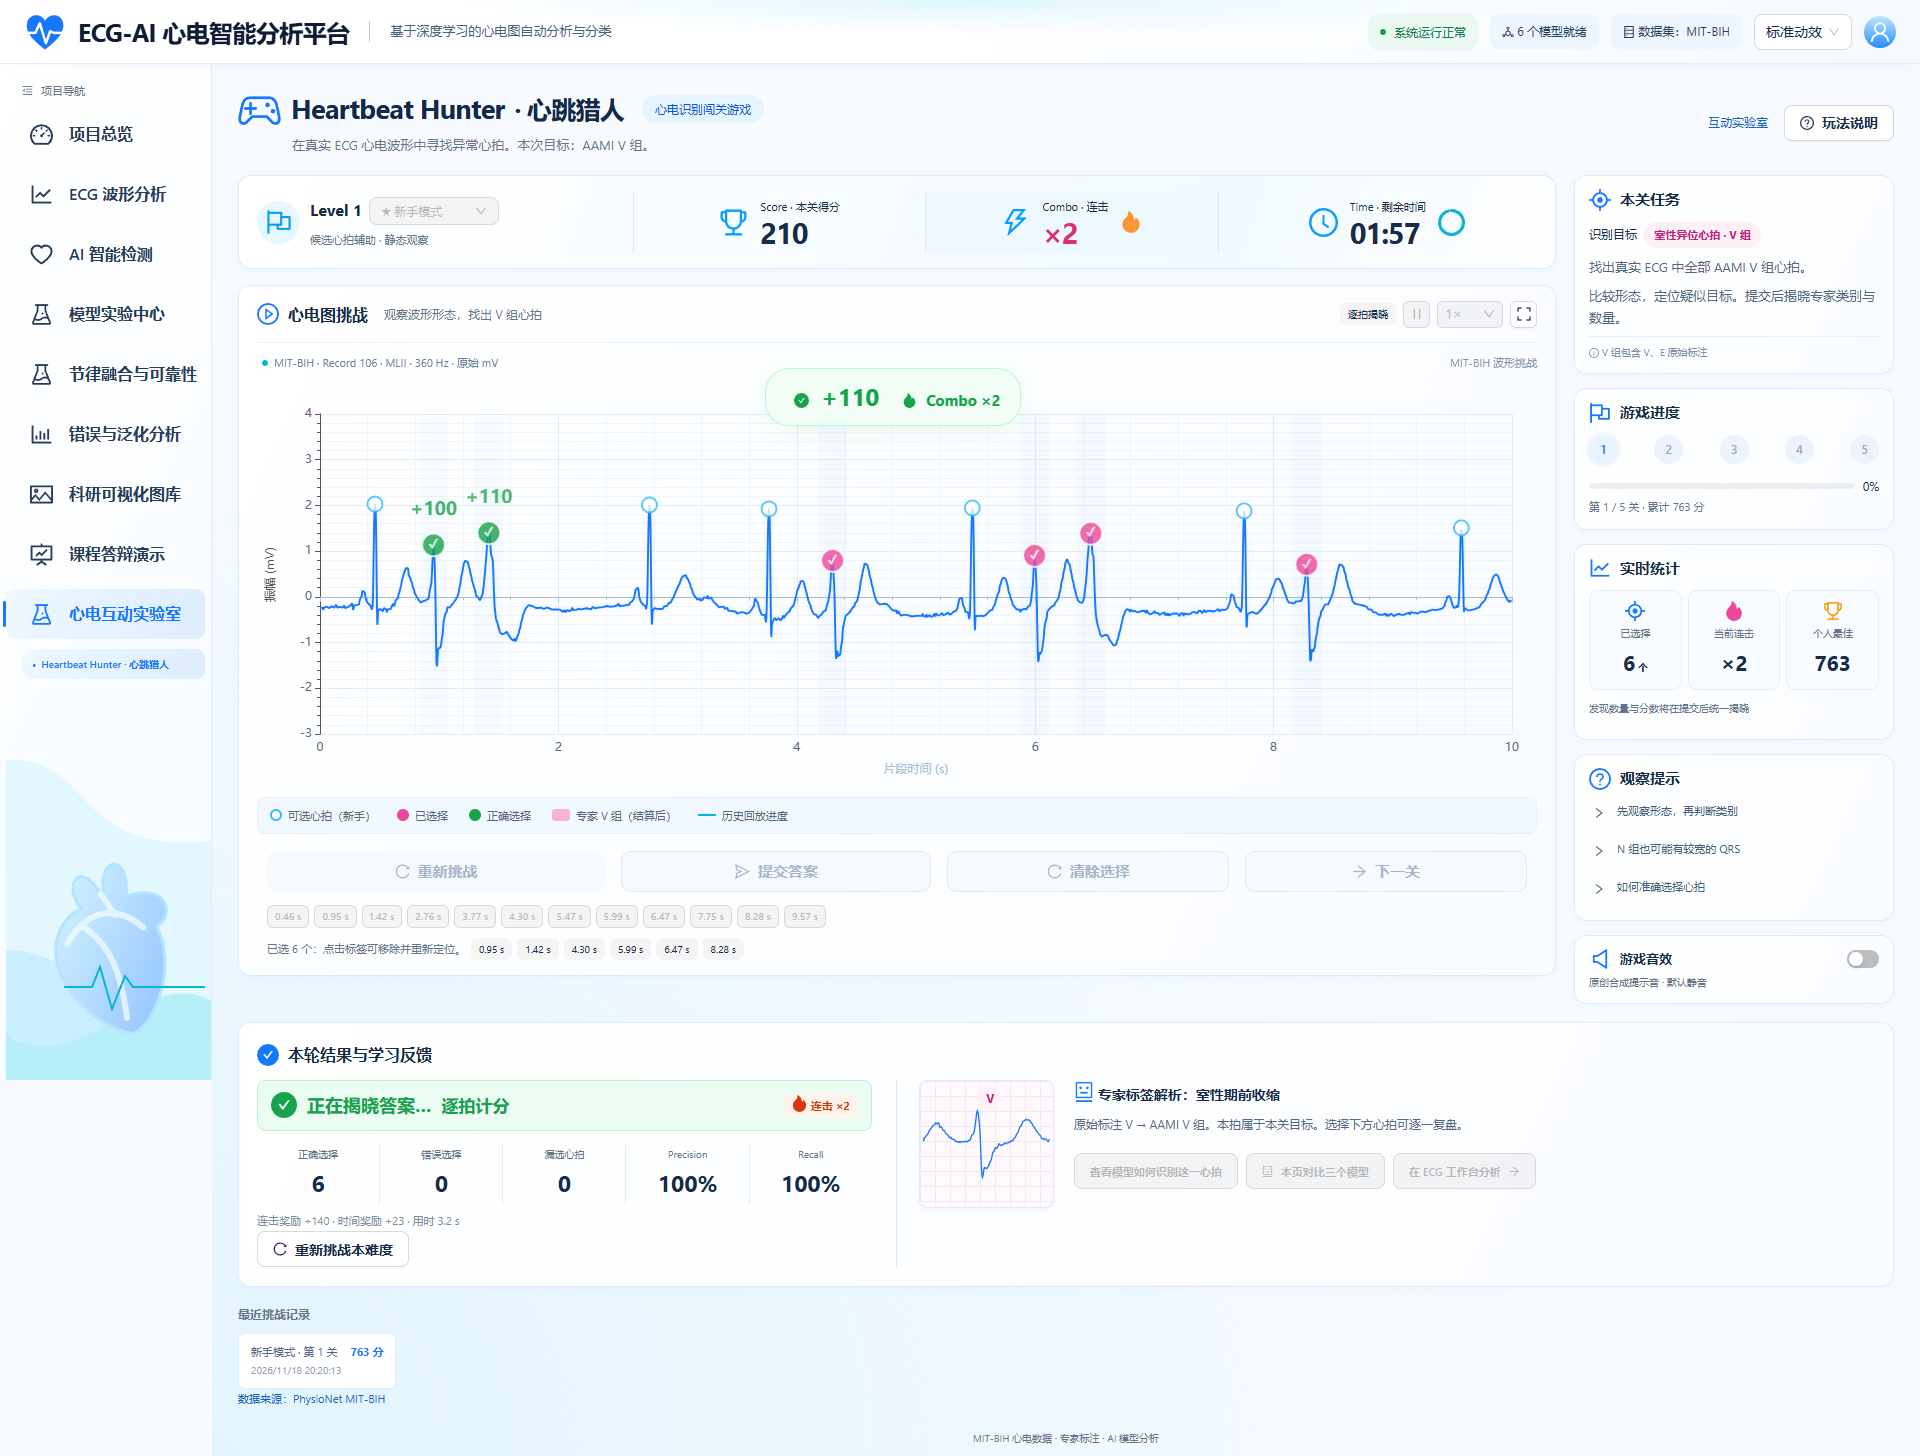 ECG-AI 心电智能分析平台
基于深度学习的心电图自动分析与分类
系统运行正常
6 个模型就绪
数据集：MIT-BIH
标准动效
项目导航
项目总览
ECG 波形分析
AI 智能检测
模型实验中心
节律融合与可靠性
错误与泛化分析
科研可视化图库
课程答辩演示
心电互动实验室
Heartbeat Hunter · 心跳猎人
Heartbeat Hunter · 心跳猎人
心电识别闯关游戏
在真实 ECG 心电波形中寻找异常心拍。本次目标：AAMI V 组。
互动实验室
玩法说明
Level 1
★ 新手模式
候选心拍辅助 · 静态观察
Score · 本关得分
210
Combo · 连击
×2
Time · 剩余时间
01:57
心电图挑战
观察波形形态，找出 V 组心拍
逐拍揭晓
1×
MIT-BIH · Record 106 · MLII · 360 Hz · 原始 mV
MIT-BIH 波形挑战
+110
Combo ×2
+100
+110
振幅 (mV)
4
3
2
1
0
-1
-2
-3
0
2
4
6
8
10
片段时间 (s)
可选心拍（新手）
已选择
正确选择
专家 V 组（结算后）
历史回放进度
重新挑战
提交答案
清除选择
下一关
0.46 s
0.95 s
1.42 s
2.76 s
3.77 s
4.30 s
5.47 s
5.99 s
6.47 s
7.75 s
8.28 s
9.57 s
已选 6 个：点击标签可移除并重新定位。
0.95 s
1.42 s
4.30 s
5.99 s
6.47 s
8.28 s
本关任务
识别目标
室性异位心拍 · V 组
找出真实 ECG 中全部 AAMI V 组心拍。
比较形态，定位疑似目标。提交后揭晓专家类别与
数量。
V 组包含 V、E 原始标注
游戏进度
1
2
3
4
5
0%
第 1 / 5 关 · 累计 763 分
实时统计
已选择
6 个
当前连击
×2
个人最佳
763
发现数量与分数将在提交后统一揭晓
观察提示
先观察形态，再判断类别
N 组也可能有较宽的 QRS
如何准确选择心拍
游戏音效
原创合成提示音 · 默认静音
本轮结果与学习反馈
正在揭晓答案… 逐拍计分
连击 ×2
正确选择
6
错误选择
0
漏选心拍
0
Precision
100%
Recall
100%
连击奖励 +140 · 时间奖励 +23 · 用时 3.2 s
重新挑战本难度
V
专家标签解析：室性期前收缩
原始标注 V → AAMI V 组。本拍属于本关目标。选择下方心拍可逐一复盘。
查看模型如何识别这一心拍
本页对比三个模型
在 ECG 工作台分析
最近挑战记录
新手模式 · 第 1 关
763 分
2026/11/18 20:20:13
数据来源：PhysioNet MIT-BIH
MIT-BIH 心电数据 · 专家标注 · AI 模型分析